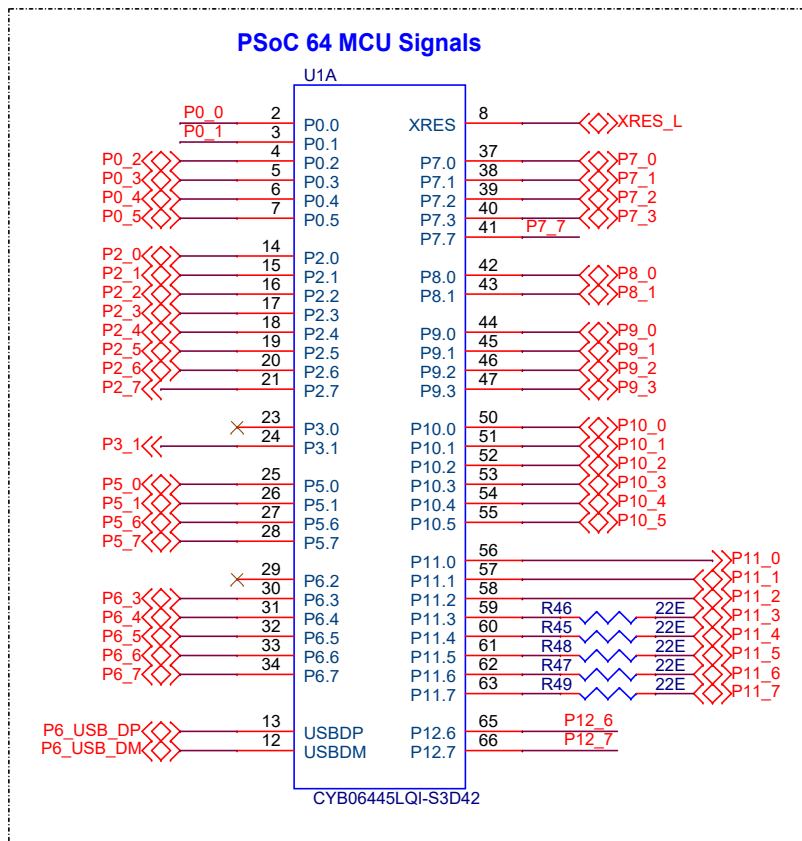 PSoC 64 MCU Signals
U1A
P0_0 2 P0.0
P0_1 3 P0.1
P0_2 4 P0.2
P0_3 5 P0.3
P0_4 6 P0.4
P0_5 7 P0.5
P2_0 14 P2.0
P2_1 15 P2.1
P2_2 16 P2.2
P2_3 17 P2.3
P2_4 18 P2.4
P2_5 19 P2.5
P2_6 20 P2.6
P2_7 21 P2.7
23 P3.0
P3_1 24 P3.1
P5_0 25 P5.0
P5_1 26 P5.1
P5_6 27 P5.6
P5_7 28 P5.7
29 P6.2
P6_3 30 P6.3
P6_4 31 P6.4
P6_5 32 P6.5
P6_6 33 P6.6
P6_7 34 P6.7
P6_USB_DP 13 USBDP
P6_USB_DM 12 USBDM
XRES 8 XRES_L
P7.0 37 P7_0
P7.1 38 P7_1
P7.2 39 P7_2
P7.3 40 P7_3
P7.7 41 P7_7
P8.0 42 P8_0
P8.1 43 P8_1
P9.0 44 P9_0
P9.1 45 P9_1
P9.2 46 P9_2
P9.3 47 P9_3
P10.0 50 P10_0
P10.1 51 P10_1
P10.2 52 P10_2
P10.3 53 P10_3
P10.4 54 P10_4
P10.5 55 P10_5
P11.0 56 P11_0
P11.1 57 P11_1
P11.2 58 P11_2
P11.3 59 R46 22E P11_3
P11.4 60 R45 22E P11_4
P11.5 61 R48 22E P11_5
P11.6 62 R47 22E P11_6
P11.7 63 R49 22E P11_7
P12.6 65 P12_6
P12.7 66 P12_7
CYB06445LQI-S3D42